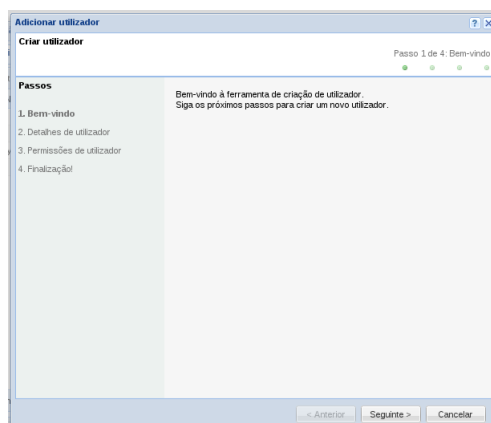 Adicionar utilizador
Criar utilizador
Passo 1 de 4: Bem-vindo
Passos
1. Bem-vindo
2. Detalhes de utilizador
3. Permissões de utilizador
4. Finalização!
Bem-vindo à ferramenta de criação de utilizador.
Siga os próximos passos para criar um novo utilizador.
< Anterior
Seguinte >
Cancelar